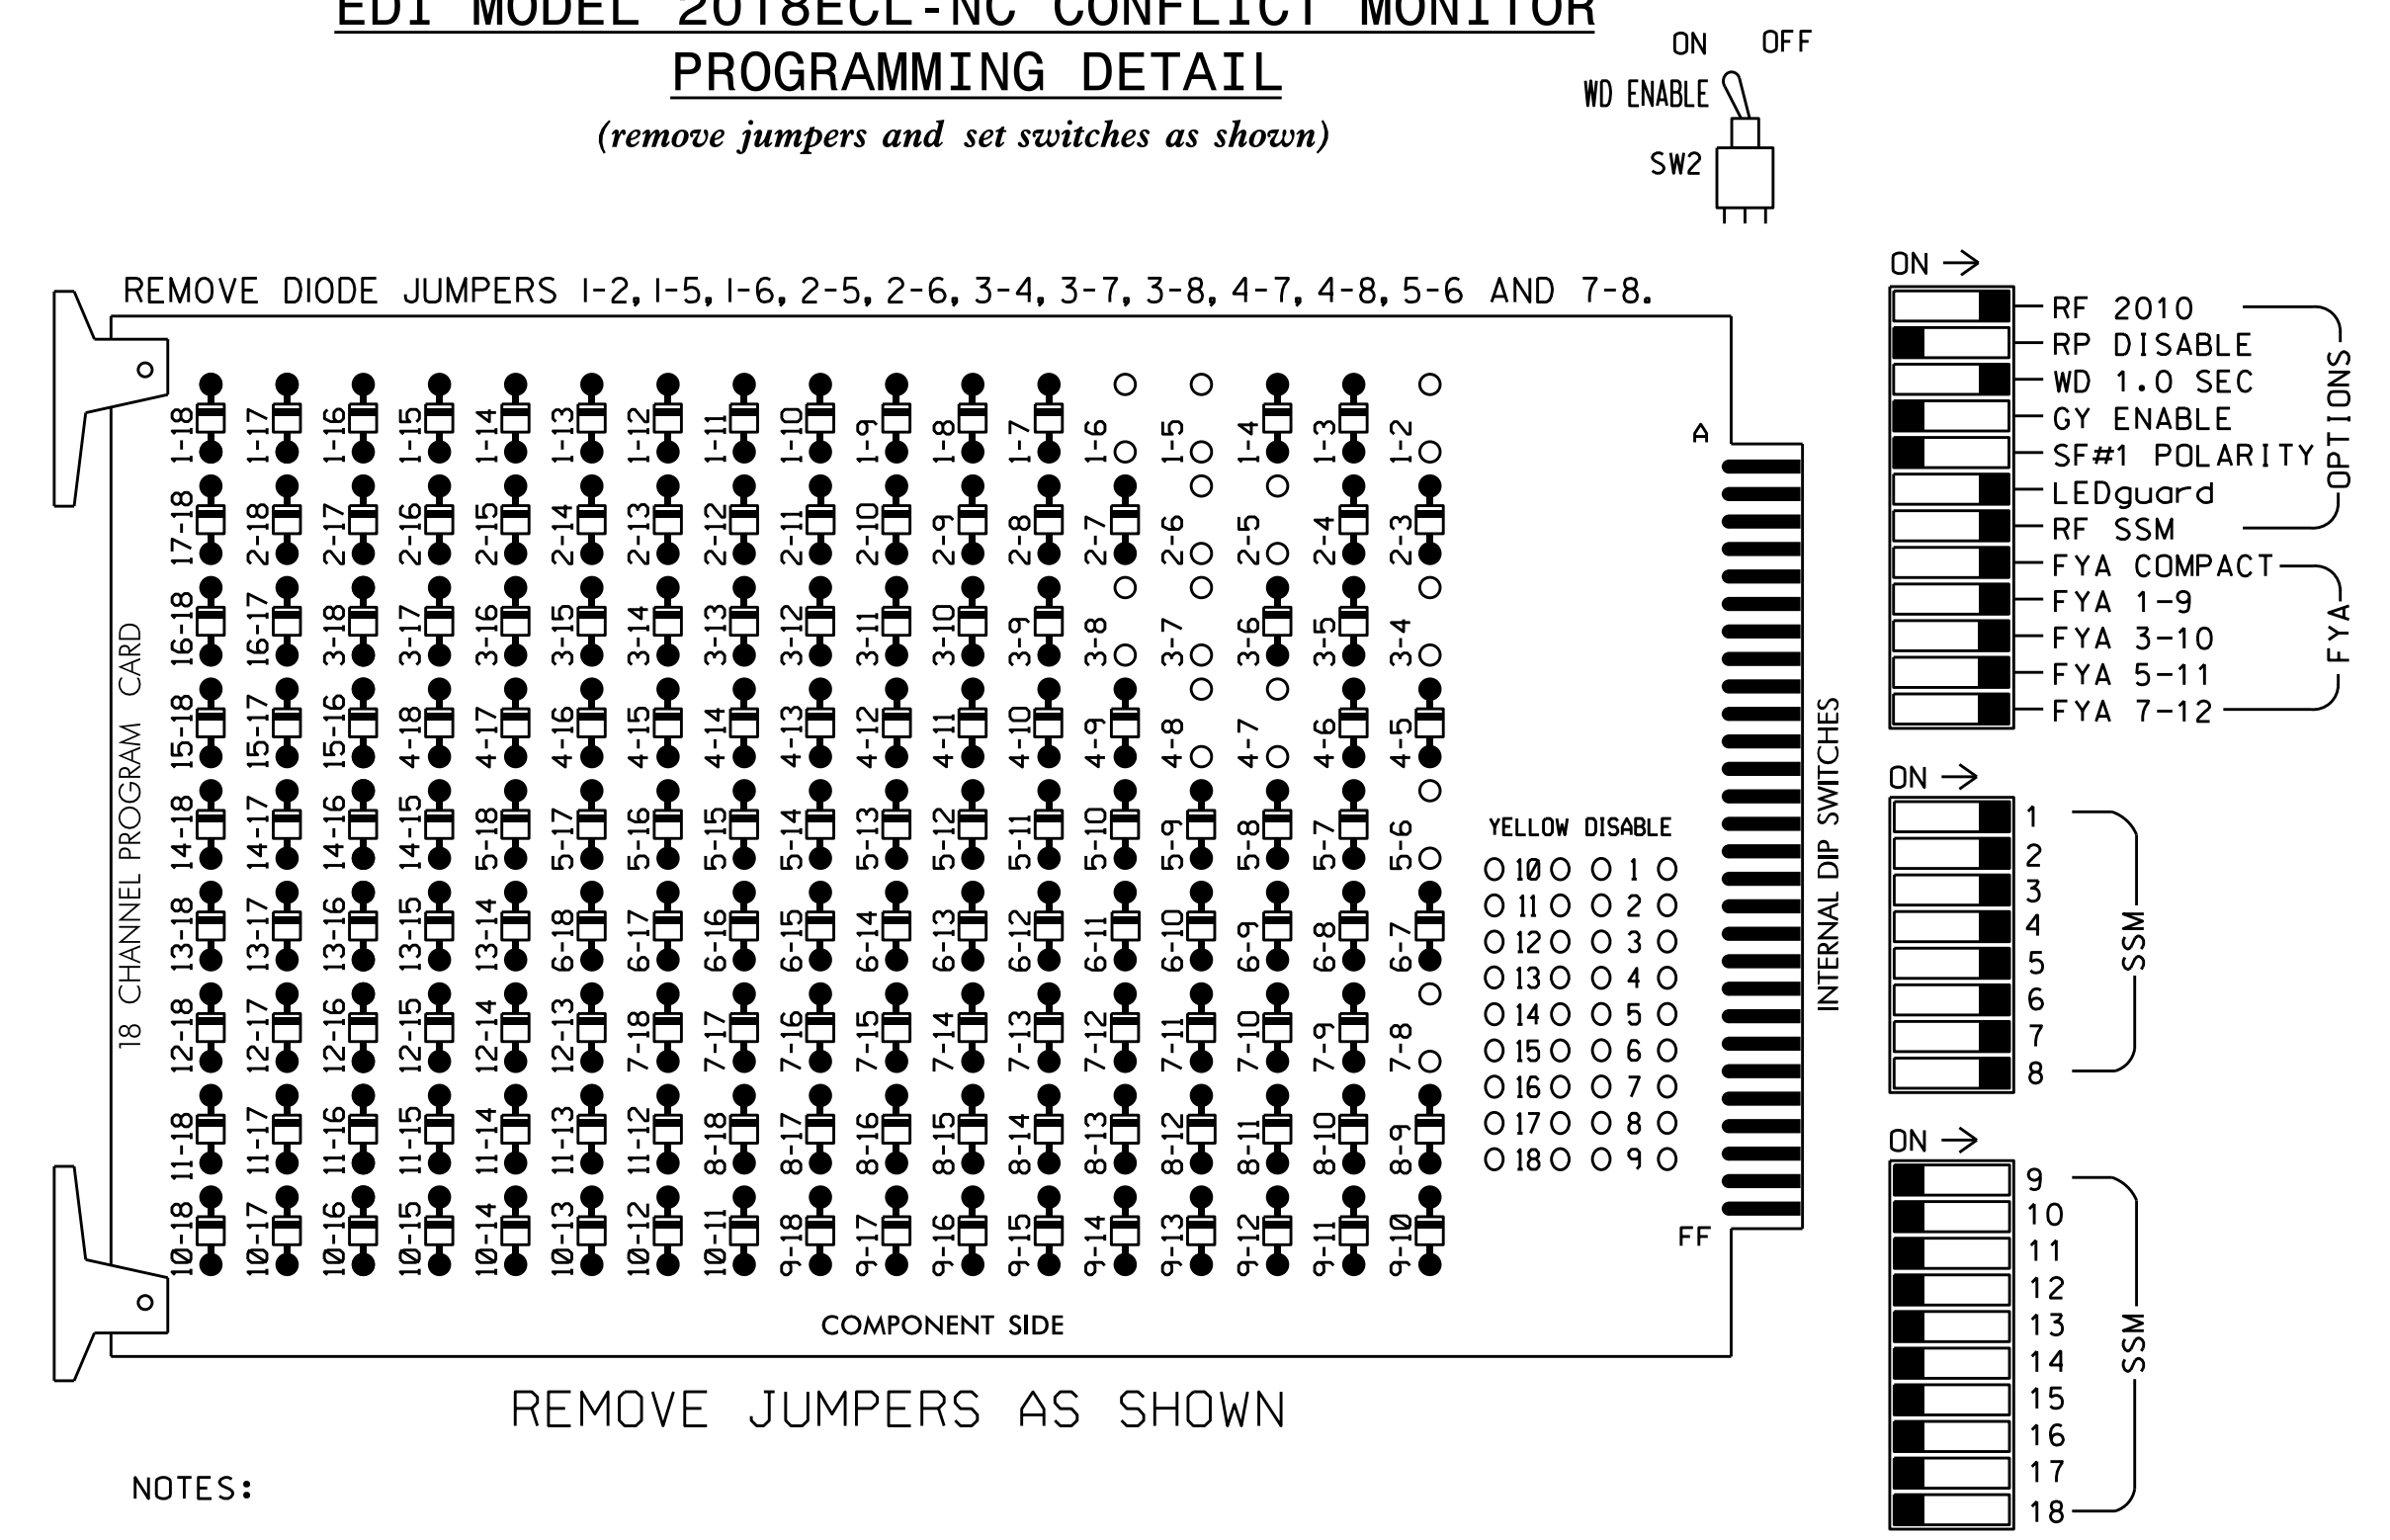 EDI MODEL 2018ECL-NC CONFLICT MONITOR
PROGRAMMING DETAIL
(remove jumpers and set switches as shown)
ON OFF
WD ENABLE
SW2
REMOVE DIODE JUMPERS 1-2, 1-5, 1-6, 2-5, 2-6, 3-4, 3-7, 3-8, 4-7, 4-8, 5-6 AND 7-8.
18 CHANNEL PROGRAM CARD
1-18 1-17 1-16 1-15 1-14 1-13 1-12 1-11 1-10 1-9 1-8 1-7 1-6 1-5 1-4 1-3 1-2
17-18 2-18 2-17 2-16 2-15 2-14 2-13 2-12 2-11 2-10 2-9 2-8 2-7 2-6 2-5 2-4 2-3
16-18 16-17 3-18 3-17 3-16 3-15 3-14 3-13 3-12 3-11 3-10 3-9 3-8 3-7 3-6 3-5 3-4
15-18 15-17 15-16 4-18 4-17 4-16 4-15 4-14 4-13 4-12 4-11 4-10 4-9 4-8 4-7 4-6 4-5
14-18 14-17 14-16 14-15 5-18 5-17 5-16 5-15 5-14 5-13 5-12 5-11 5-10 5-9 5-8 5-7 5-6
13-18 13-17 13-16 13-15 13-14 6-18 6-17 6-16 6-15 6-14 6-13 6-12 6-11 6-10 6-9 6-8 6-7
12-18 12-17 12-16 12-15 12-14 12-13 7-18 7-17 7-16 7-15 7-14 7-13 7-12 7-11 7-10 7-9 7-8
11-18 11-17 11-16 11-15 11-14 11-13 11-12 8-18 8-17 8-16 8-15 8-14 8-13 8-12 8-11 8-10 8-9
10-18 10-17 10-16 10-15 10-14 10-13 10-12 10-11 9-18 9-17 9-16 9-15 9-14 9-13 9-12 9-11 9-10
A
YELLOW DISABLE
10 1
11 2
12 3
13 4
14 5
15 6
16 7
17 8
18 9
FF
COMPONENT SIDE
INTERNAL DIP SWITCHES
ON
RF 2010
RP DISABLE
WD 1.0 SEC
GY ENABLE
SF#1 POLARITY
LEDguard
RF SSM
OPTIONS
FYA COMPACT
FYA 1-9
FYA 3-10
FYA 5-11
FYA 7-12
FYA
ON
1
2
3
4
5
6
7
8
SSM
ON
9
10
11
12
13
14
15
16
17
18
SSM
REMOVE JUMPERS AS SHOWN
NOTES: